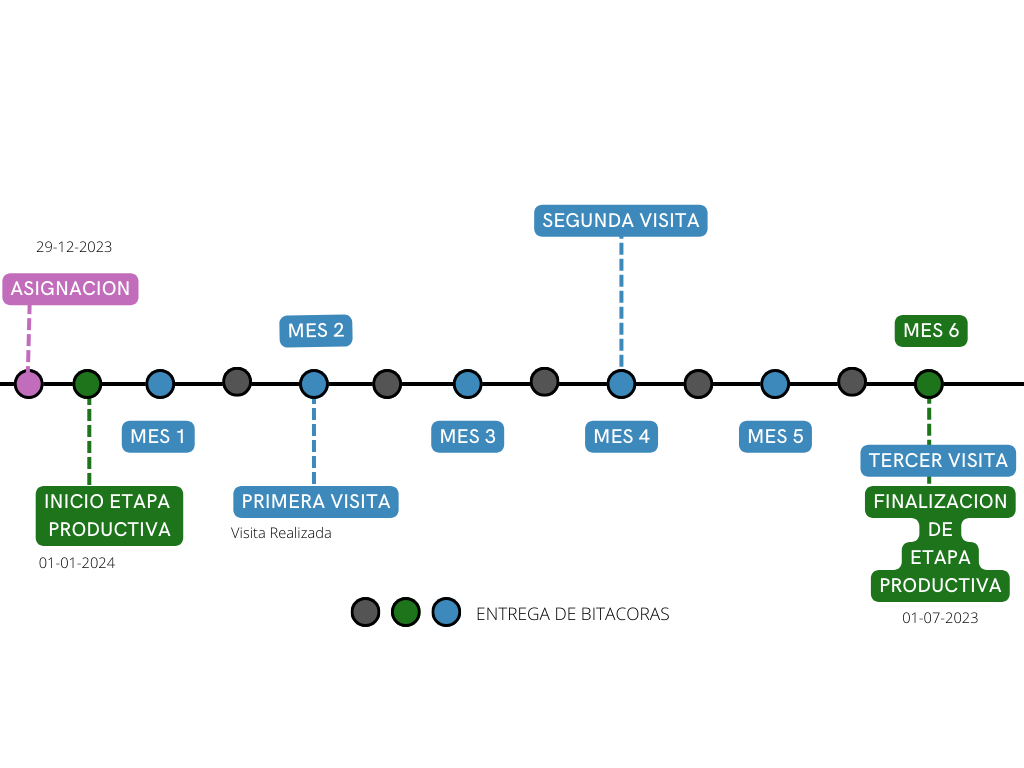 SEGUNDA VISITA
29-12-2023
ASIGNACION
MES 2
MES 6
MES 1
MES 3
MES 4
MES 5
TERCER VISITA
INICIO ETAPA
PRODUCTIVA
01-01-2024
PRIMERA VISITA
Visita Realizada
FINALIZACION
DE
ETAPA
PRODUCTIVA
01-07-2023
ENTREGA DE BITACORAS